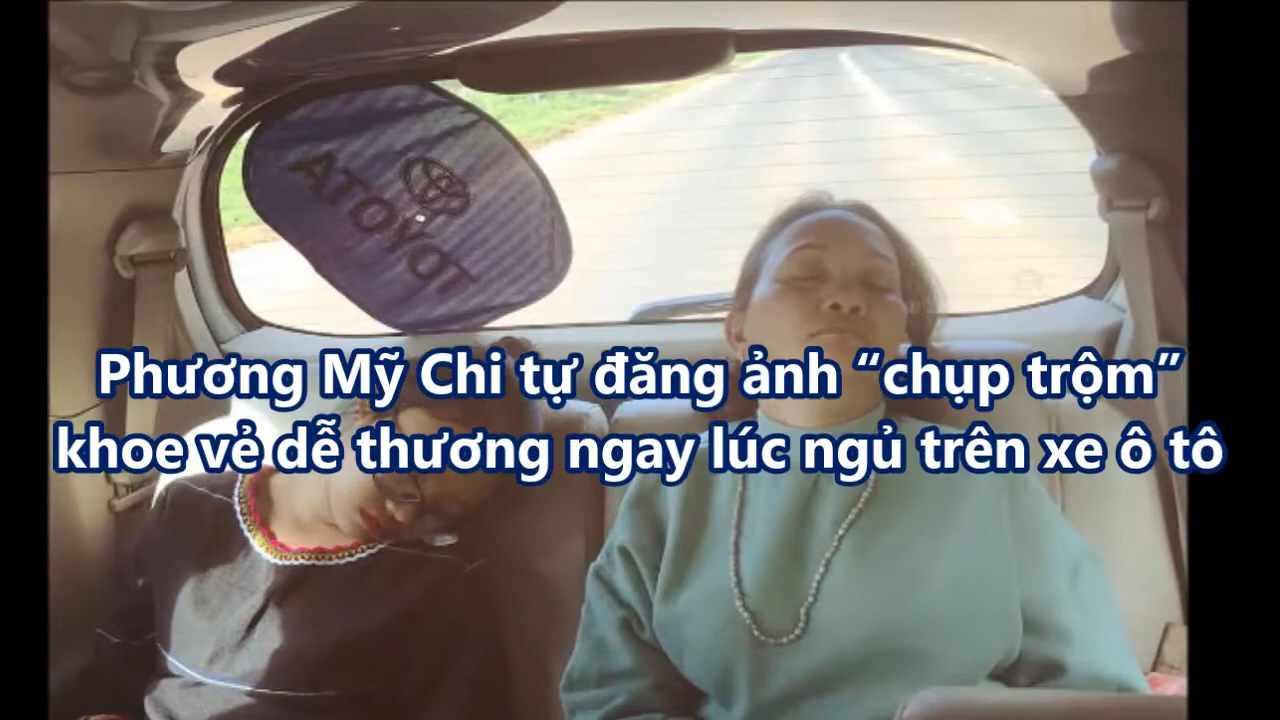 TOYOTA
Phương Mỹ Chi tự đăng ảnh “chụp trộm”
khoe vẻ dễ thương ngay lúc ngủ trên xe ô tô